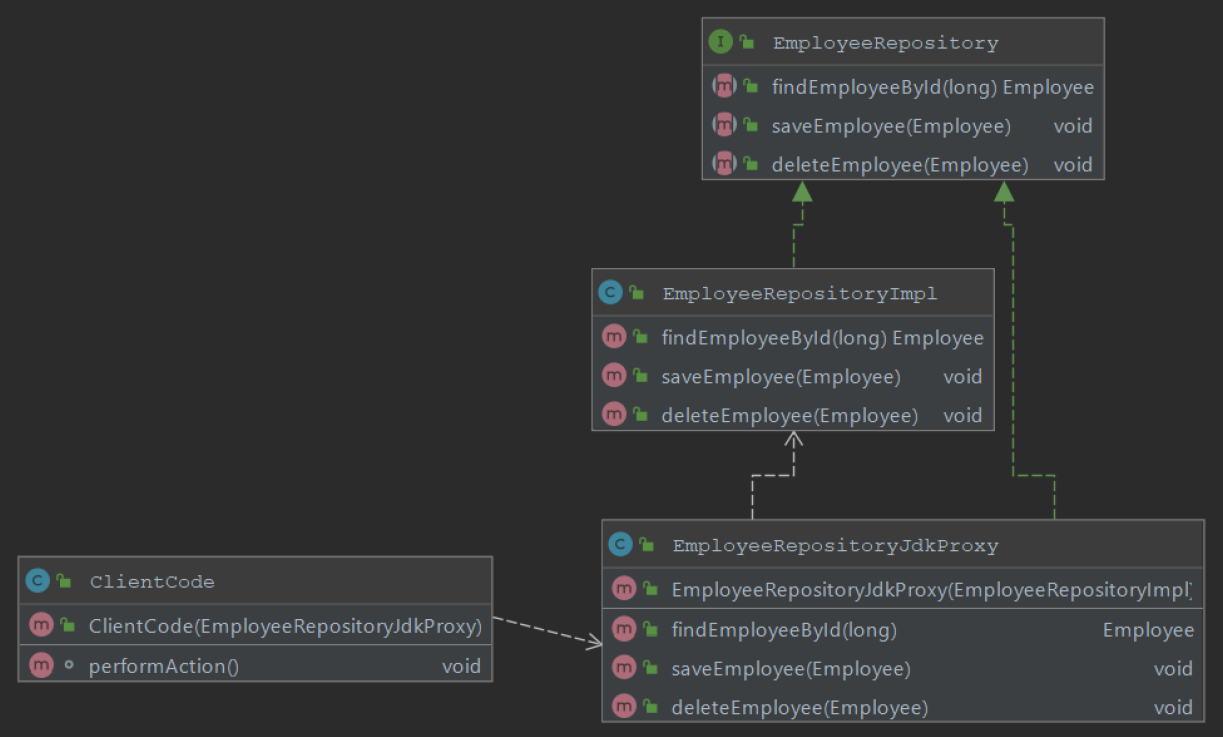 EmployeeRepository
findEmployeeById(long) Employee
saveEmployee(Employee) void
deleteEmployee(Employee) void
EmployeeRepositoryImpl
findEmployeeById(long) Employee
saveEmployee(Employee) void
deleteEmployee(Employee) void
EmployeeRepositoryJdkProxy
EmployeeRepositoryJdkProxy(EmployeeRepositoryImpl)
findEmployeeById(long) Employee
saveEmployee(Employee) void
deleteEmployee(Employee) void
ClientCode
ClientCode(EmployeeRepositoryJdkProxy)
performAction() void